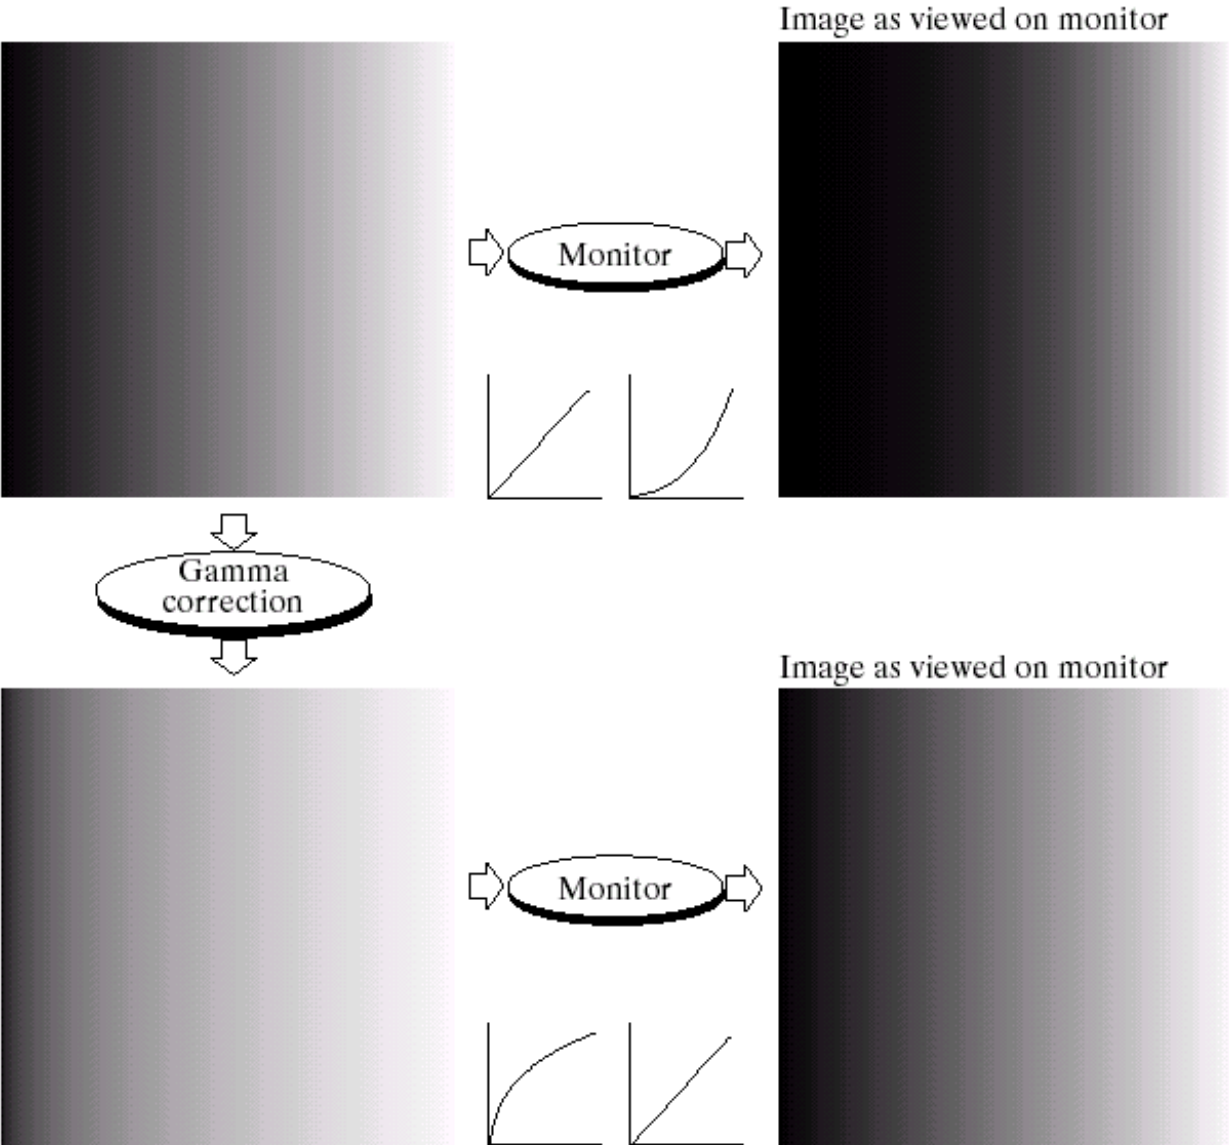 Image as viewed on monitor
Monitor
Gamma
correction
Image as viewed on monitor
Monitor